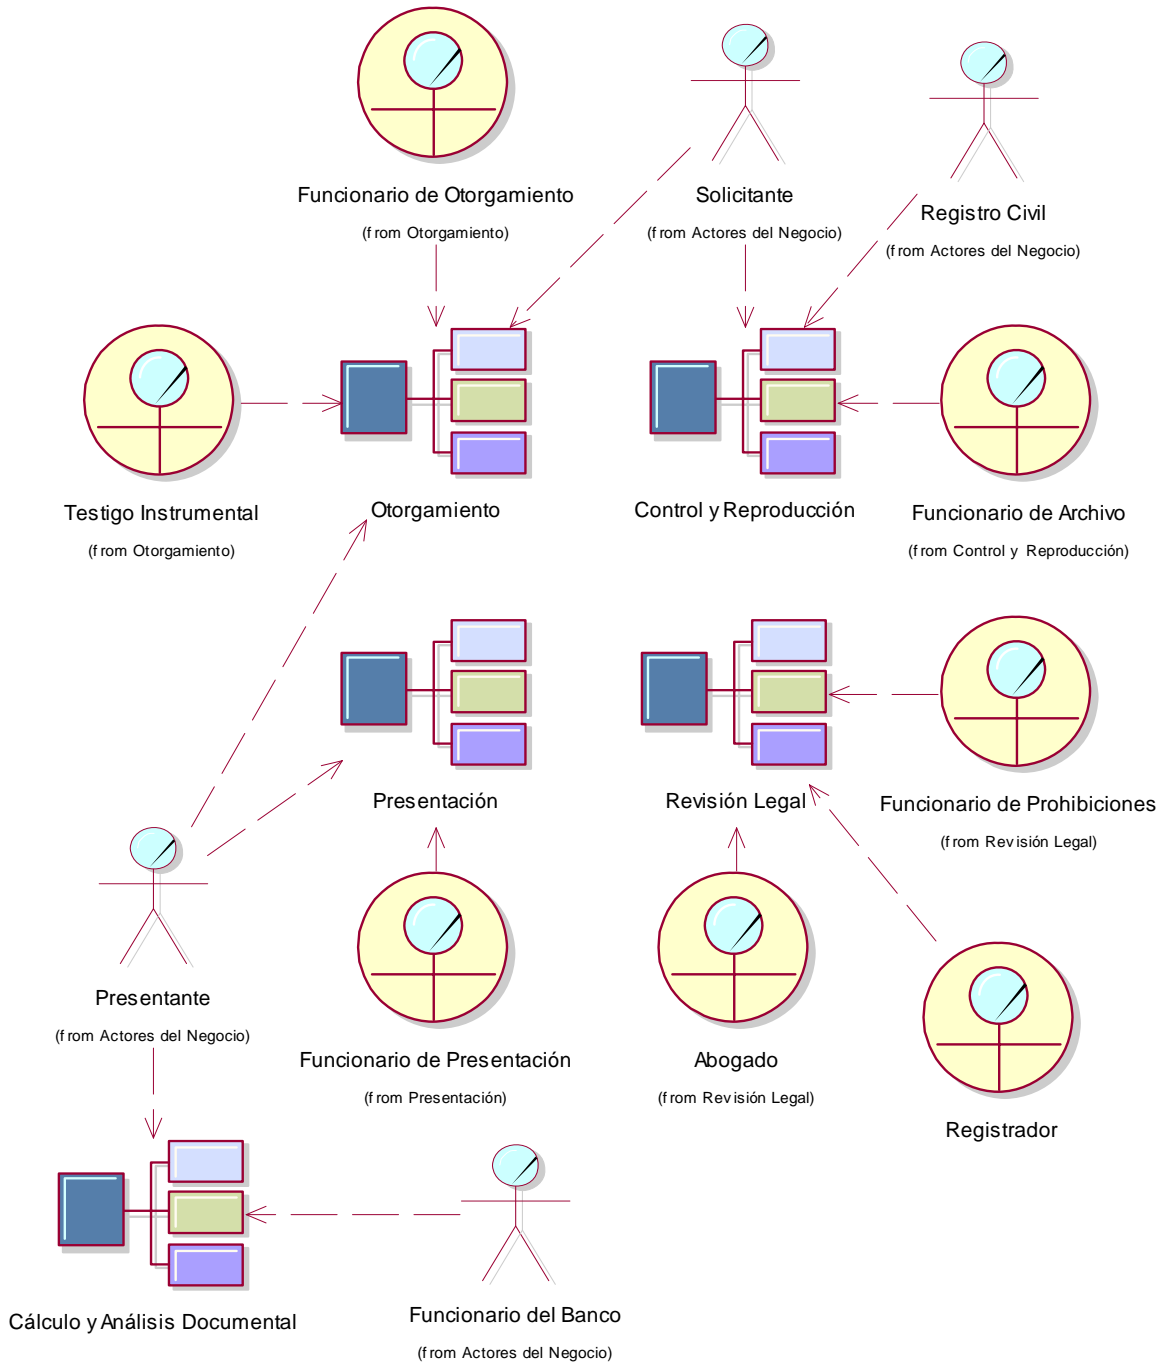 Funcionario de Otorgamiento
(from Otorgamiento)
Solicitante
(from Actores del Negocio)
Registro Civil
(from Actores del Negocio)
Testigo Instrumental
(from Otorgamiento)
Otorgamiento
Control y Reproducción
Funcionario de Archivo
(from Control y Reproducción)
Presentación
Revisión Legal
Funcionario de Prohibiciones
(from Revisión Legal)
Presentante
(from Actores del Negocio)
Funcionario de Presentación
(from Presentación)
Abogado
(from Revisión Legal)
Registrador
Cálculo y Análisis Documental
Funcionario del Banco
(from Actores del Negocio)